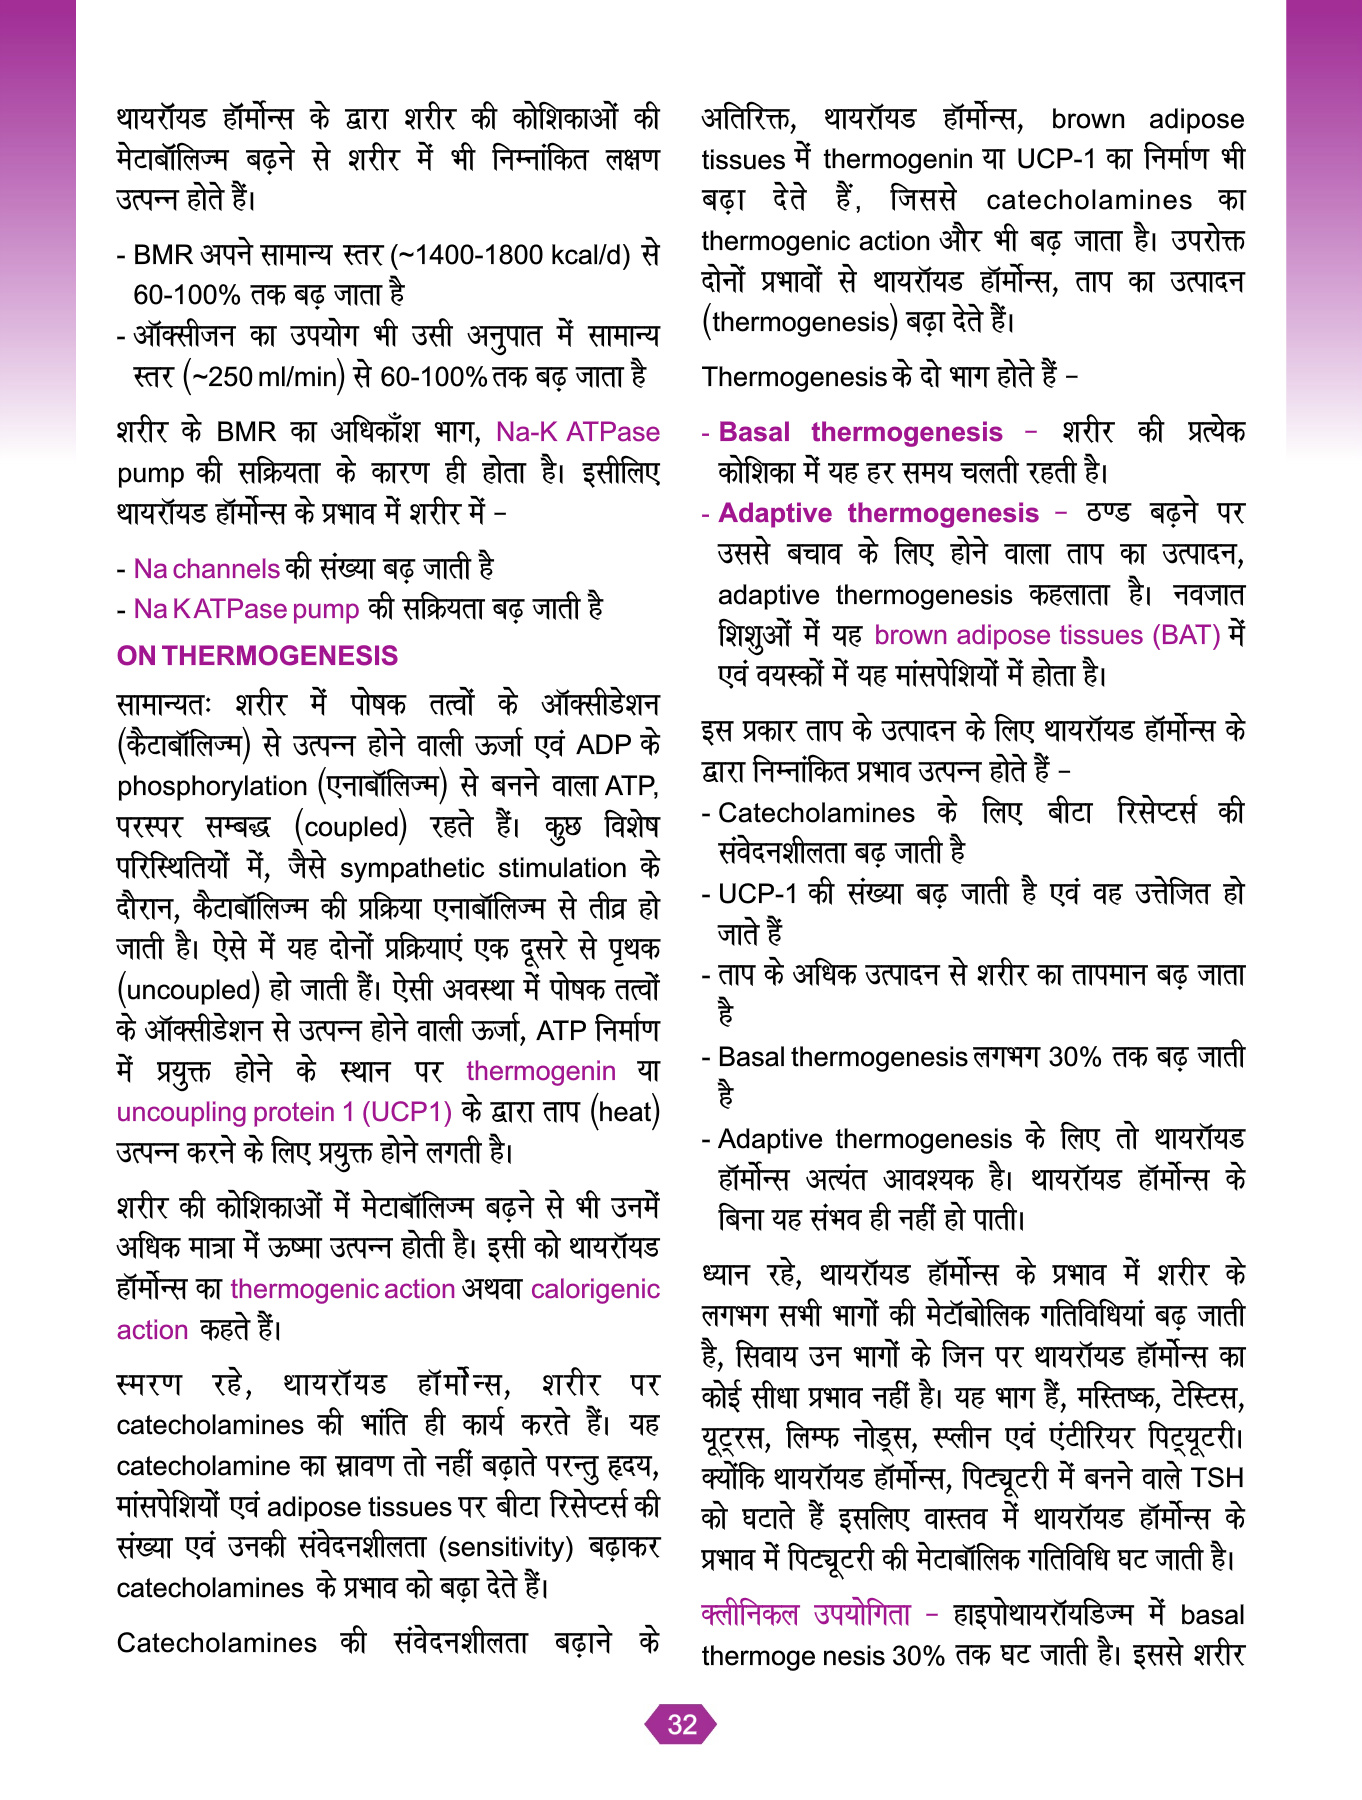 थायरॉयड हॉर्मोन्स के द्वारा शरीर की कोशिकाओं की
मेटाबॉलिज्म बढ़ने से शरीर में भी निम्नांकित लक्षण
उत्पन्न होते हैं।
- BMR अपने सामान्य स्तर (~1400-1800 kcal/d) से
60-100% तक बढ़ जाता है
- ऑक्सीजन का उपयोग भी उसी अनुपात में सामान्य
स्तर (~250 ml/min) से 60-100% तक बढ़ जाता है
शरीर के BMR का अधिकाँश भाग, Na-K ATPase
pump की सक्रियता के कारण ही होता है। इसीलिए
थायरॉयड हॉर्मोन्स के प्रभाव में शरीर में –
- Na channels की संख्या बढ़ जाती है
- Na K ATPase pump की सक्रियता बढ़ जाती है
ON THERMOGENESIS
सामान्यतः शरीर में पोषक तत्वों के ऑक्सीडेशन
(कैटाबॉलिज्म) से उत्पन्न होने वाली ऊर्जा एवं ADP के
phosphorylation (एनाबॉलिज्म) से बनने वाला ATP,
परस्पर सम्बद्ध (coupled) रहते हैं। कुछ विशेष
परिस्थितियों में, जैसे sympathetic stimulation के
दौरान, कैटाबॉलिज्म की प्रक्रिया एनाबॉलिज्म से तीव्र हो
जाती है। ऐसे में यह दोनों प्रक्रियाएं एक दूसरे से पृथक
(uncoupled) हो जाती हैं। ऐसी अवस्था में पोषक तत्वों
के ऑक्सीडेशन से उत्पन्न होने वाली ऊर्जा, ATP निर्माण
में प्रयुक्त होने के स्थान पर thermogenin या
uncoupling protein 1 (UCP1) के द्वारा ताप (heat)
उत्पन्न करने के लिए प्रयुक्त होने लगती है।
शरीर की कोशिकाओं में मेटाबॉलिज्म बढ़ने से भी उनमें
अधिक मात्रा में ऊष्मा उत्पन्न होती है। इसी को थायरॉयड
हॉर्मोन्स का thermogenic action अथवा calorigenic
action कहते हैं।
स्मरण रहे, थायरॉयड हॉर्मोन्स, शरीर पर
catecholamines की भांति ही कार्य करते हैं। यह
catecholamine का स्रावण तो नहीं बढ़ाते परन्तु हृदय,
मांसपेशियों एवं adipose tissues पर बीटा रिसेप्टर्स की
संख्या एवं उनकी संवेदनशीलता (sensitivity) बढ़ाकर
catecholamines के प्रभाव को बढ़ा देते हैं।
Catecholamines की संवेदनशीलता बढ़ाने के
अतिरिक्त, थायरॉयड हॉर्मोन्स, brown adipose
tissues में thermogenin या UCP-1 का निर्माण भी
बढ़ा देते हैं, जिससे catecholamines का
thermogenic action और भी बढ़ जाता है। उपरोक्त
दोनों प्रभावों से थायरॉयड हॉर्मोन्स, ताप का उत्पादन
(thermogenesis) बढ़ा देते हैं।
Thermogenesis के दो भाग होते हैं –
- Basal thermogenesis – शरीर की प्रत्येक
कोशिका में यह हर समय चलती रहती है।
- Adaptive thermogenesis – ठण्ड बढ़ने पर
उससे बचाव के लिए होने वाला ताप का उत्पादन,
adaptive thermogenesis कहलाता है। नवजात
शिशुओं में यह brown adipose tissues (BAT) में
एवं वयस्कों में यह मांसपेशियों में होता है।
इस प्रकार ताप के उत्पादन के लिए थायरॉयड हॉर्मोन्स के
द्वारा निम्नांकित प्रभाव उत्पन्न होते हैं –
- Catecholamines के लिए बीटा रिसेप्टर्स की
संवेदनशीलता बढ़ जाती है
- UCP-1 की संख्या बढ़ जाती है एवं वह उत्तेजित हो
जाते हैं
- ताप के अधिक उत्पादन से शरीर का तापमान बढ़ जाता
है
- Basal thermogenesis लगभग 30% तक बढ़ जाती
है
- Adaptive thermogenesis के लिए तो थायरॉयड
हॉर्मोन्स अत्यंत आवश्यक है। थायरॉयड हॉर्मोन्स के
बिना यह संभव ही नहीं हो पाती।
ध्यान रहे, थायरॉयड हॉर्मोन्स के प्रभाव में शरीर के
लगभग सभी भागों की मेटॉबोलिक गतिविधियां बढ़ जाती
है, सिवाय उन भागों के जिन पर थायरॉयड हॉर्मोन्स का
कोई सीधा प्रभाव नहीं है। यह भाग हैं, मस्तिष्क, टेस्टिस,
यूट्रस, लिम्फ नोड्स, स्प्लीन एवं एंटीरियर पिट्यूटरी।
क्योंकि थायरॉयड हॉर्मोन्स, पिट्यूटरी में बनने वाले TSH
को घटाते हैं इसलिए वास्तव में थायरॉयड हॉर्मोन्स के
प्रभाव में पिट्यूटरी की मेटाबॉलिक गतिविधि घट जाती है।
क्लीनिकल उपयोगिता – हाइपोथायरॉयडिज्म में basal
thermoge nesis 30% तक घट जाती है। इससे शरीर
32